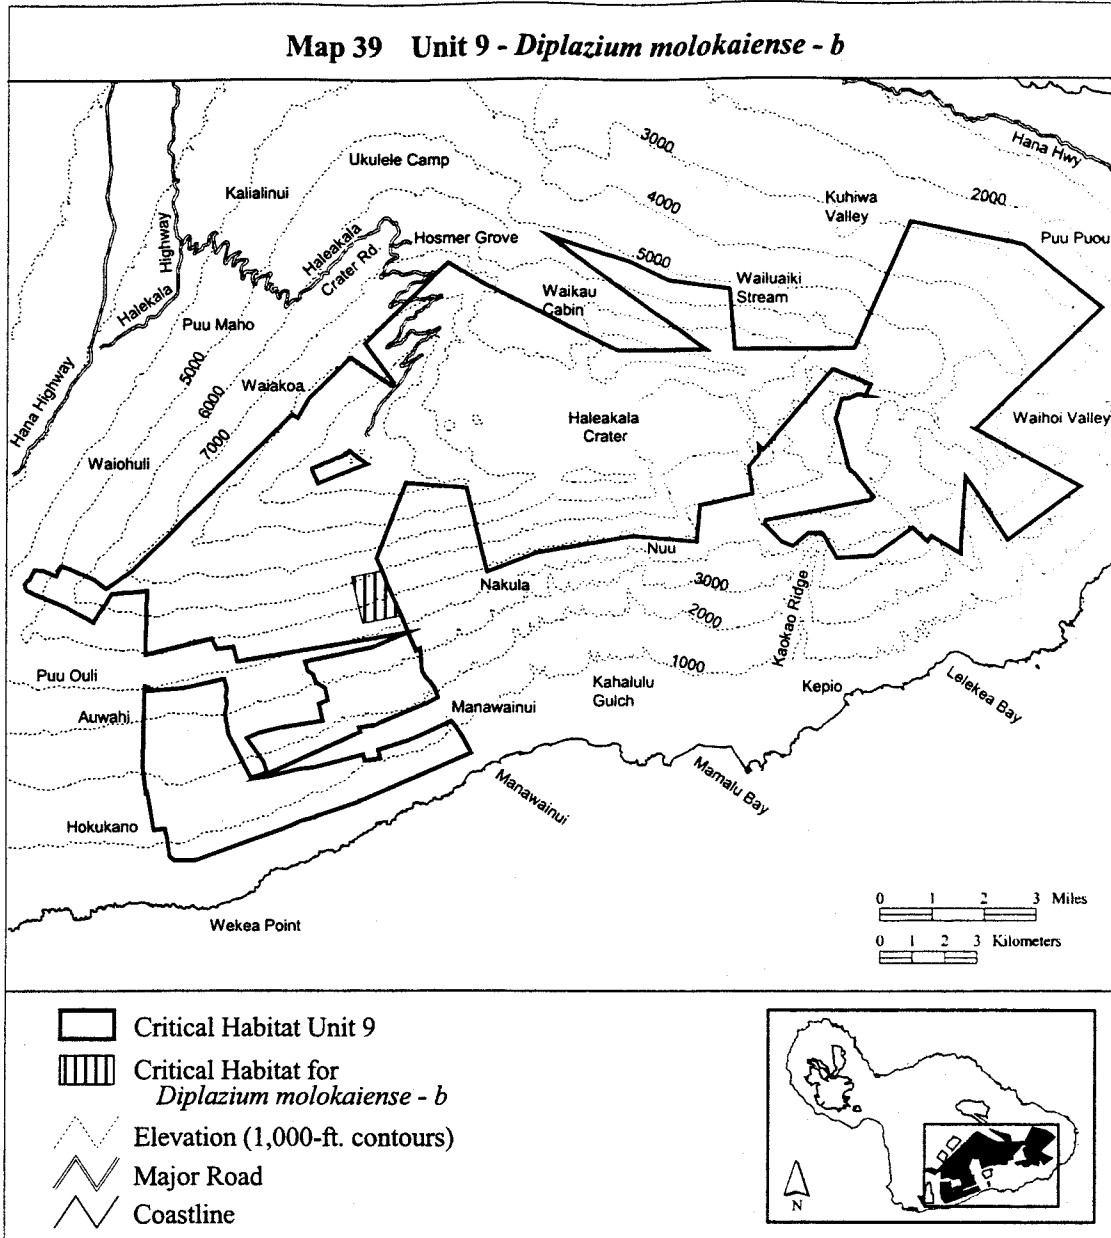 Map 39 Unit 9 - Diplazium molokaiense - b
Hana Hwy
3000
2000
Ukulele Camp
Kalialinui
4000
Kuhiwa
Valley
Highway
Haleakala
Crater Rd.
Hosmer Grove
Puu Puou
5000
Wailuaiki
Stream
Waikau
Cabin
Halekala
Puu Maho
5000
6000
7000
Waiakoa
Hana Highway
Haleakala
Crater
Waihoi Valley
Waiohuli
Nuu
Nakula
3000
2000
1000
Kaokao Ridge
Puu Ouli
Auwahi
Manawainui
Kahalulu
Gulch
Kepio
Lelekea Bay
Mamalu Bay
Manawainui
Hokukano
Wekea Point
0 1 2 3 Miles
0 1 2 3 Kilometers
Critical Habitat Unit 9
Critical Habitat for
Diplazium molokaiense - b
Elevation (1,000-ft. contours)
Major Road
Coastline
N